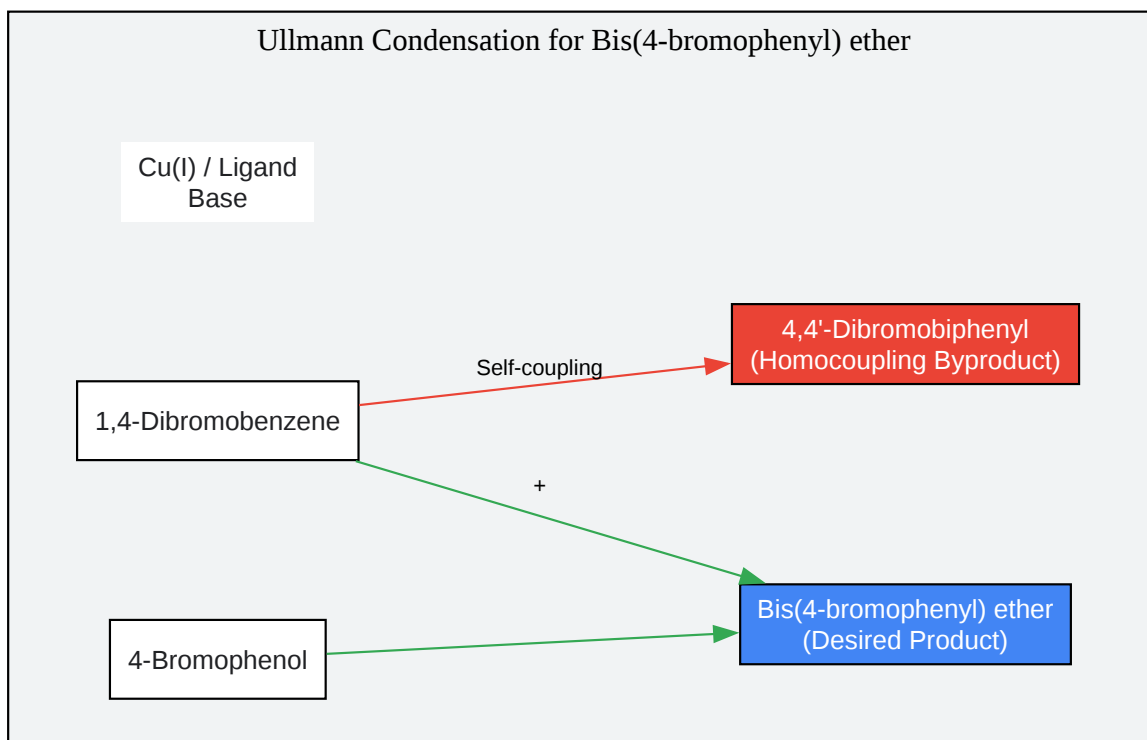 Ullmann Condensation for Bis(4-bromophenyl) ether
Cu(I) / Ligand
Base
4,4'-Dibromobiphenyl
(Homocoupling Byproduct)
Self-coupling
1,4-Dibromobenzene
+
Bis(4-bromophenyl) ether
(Desired Product)
4-Bromophenol